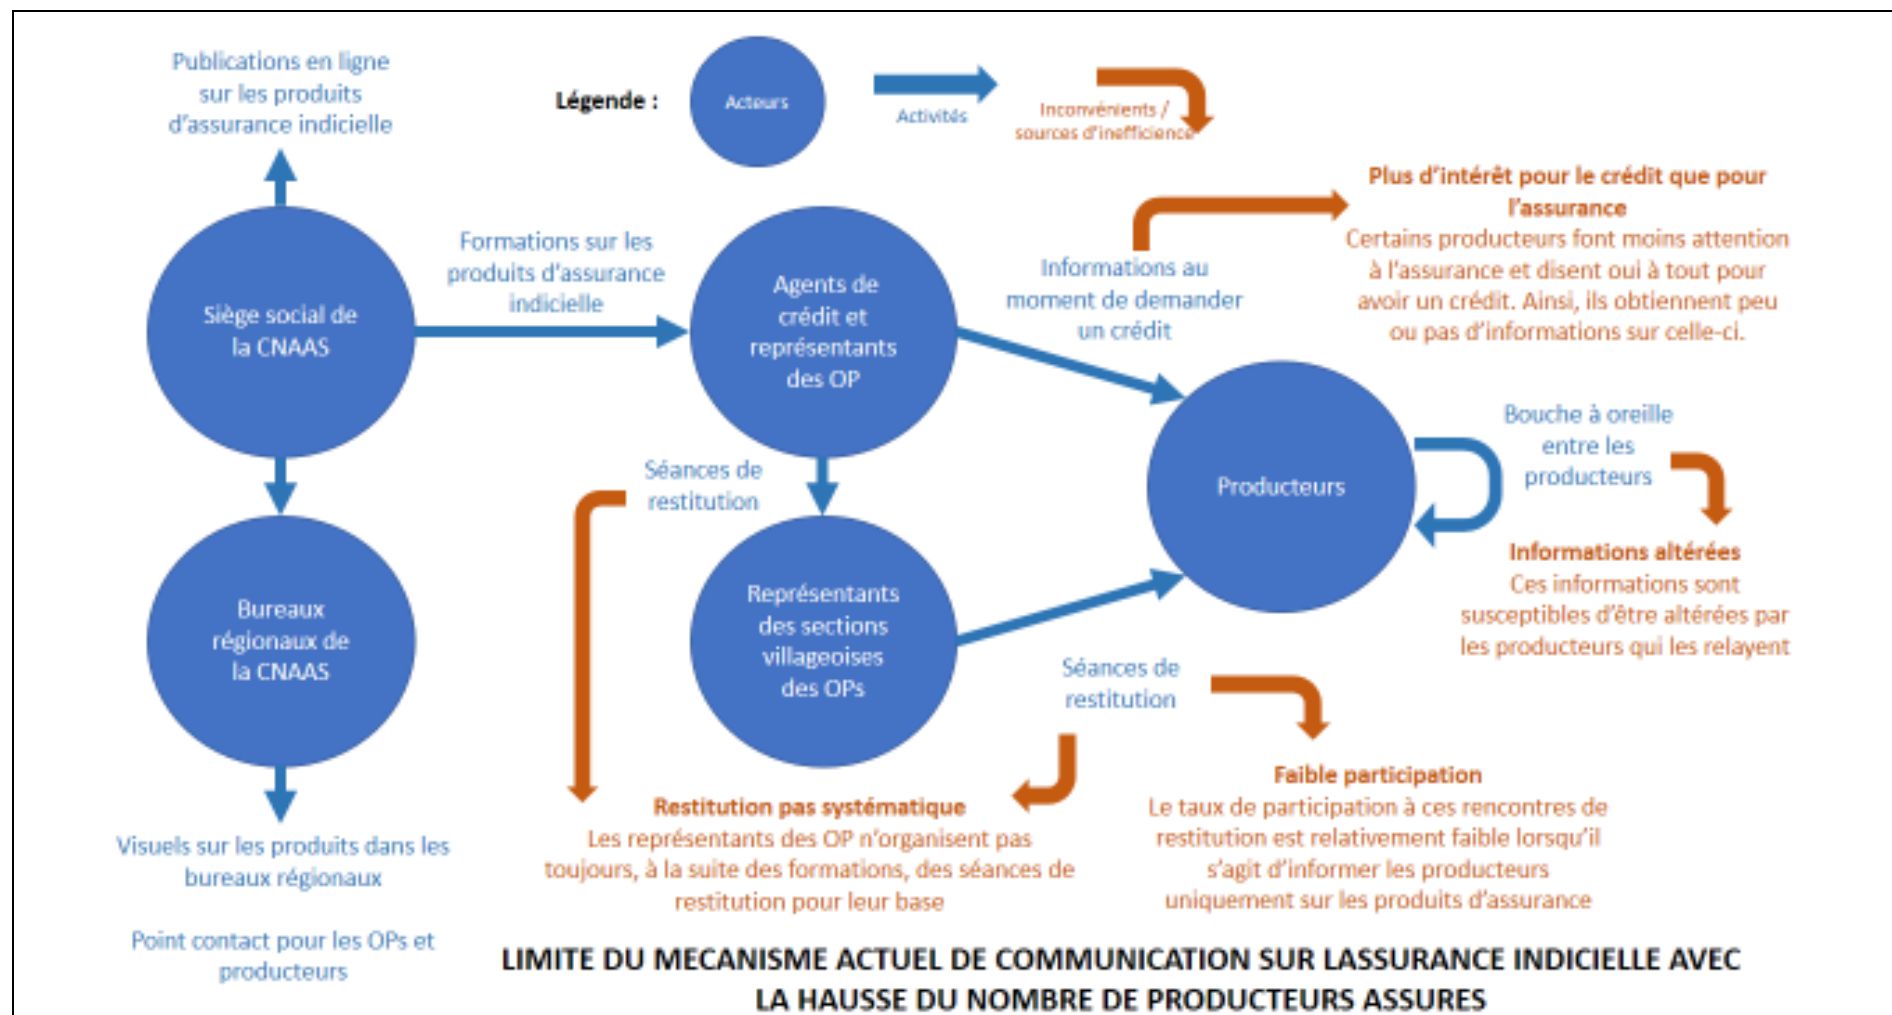 Publications en ligne
sur les produits
d'assurance indicielle
Légende :
Acteurs
Activités
Inconvénients /
sources d'inefficience
Plus d'intérêt pour le crédit que pour
l'assurance
Certains producteurs font moins attention
à l'assurance et disent oui à tout pour
avoir un crédit. Ainsi, ils obtiennent peu
ou pas d'informations sur celle-ci.
Siège social de
la CNAAS
Formations sur les
produits d'assurance
indicielle
Agents de
crédit et
représentants
des OP
Informations au
moment de demander
un crédit
Producteurs
Bouche à oreille
entre les
producteurs
Informations altérées
Ces informations sont
susceptibles d'être altérées par
les producteurs qui les relayent
Séances de
restitution
Bureaux
régionaux de
la CNAAS
Représentants
des sections
villageoises
des OPs
Séances de
restitution
Restitution pas systématique
Les représentants des OP n'organisent pas
toujours, à la suite des formations, des séances de
restitution pour leur base
Faible participation
Le taux de participation à ces rencontres de
restitution est relativement faible lorsqu'il
s'agit d'informer les producteurs
uniquement sur les produits d'assurance
Visuels sur les produits dans les
bureaux régionaux
Point contact pour les OPs et
producteurs
LIMITE DU MECANISME ACTUEL DE COMMUNICATION SUR LASSURANCE INDICIELLE AVEC
LA HAUSSE DU NOMBRE DE PRODUCTEURS ASSURES